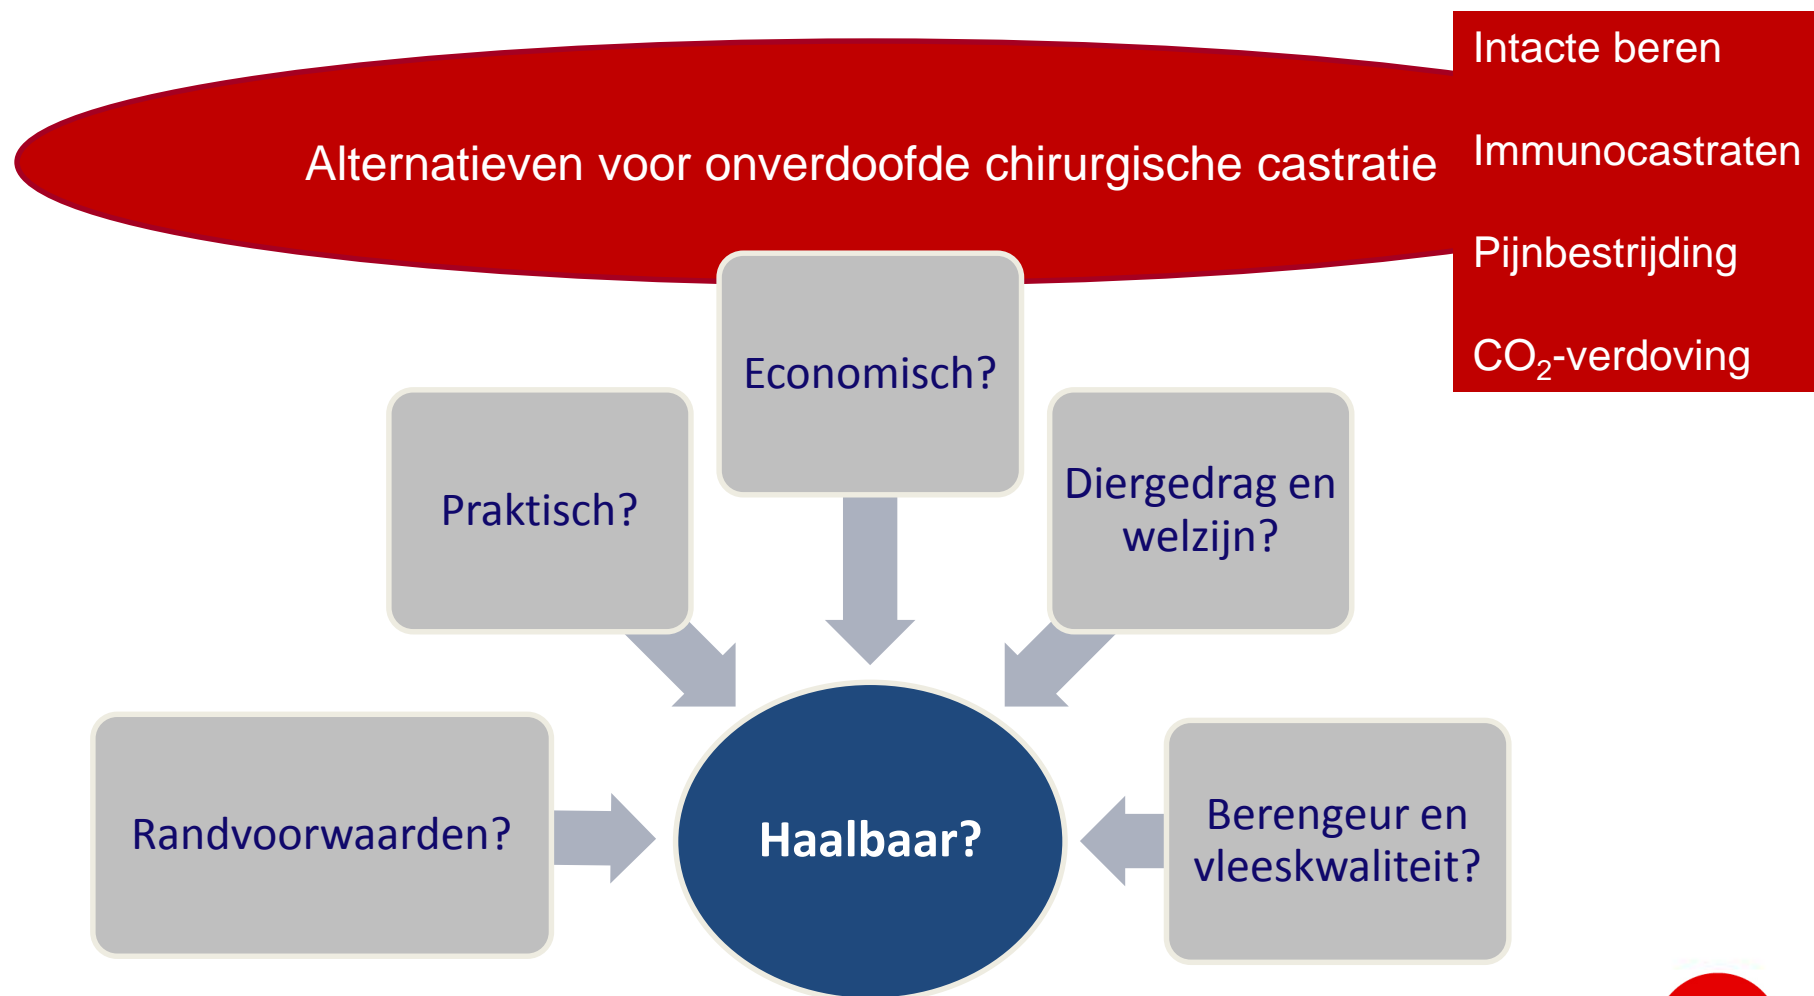 Alternatieven voor onverdoofde chirurgische castratie
Intacte beren
Immunocastraten
Pijnbestrijding
CO₂-verdoving
Economisch?
Praktisch?
Diergedrag en
welzijn?
Randvoorwaarden?
Haalbaar?
Berengeur en
vleeskwaliteit?